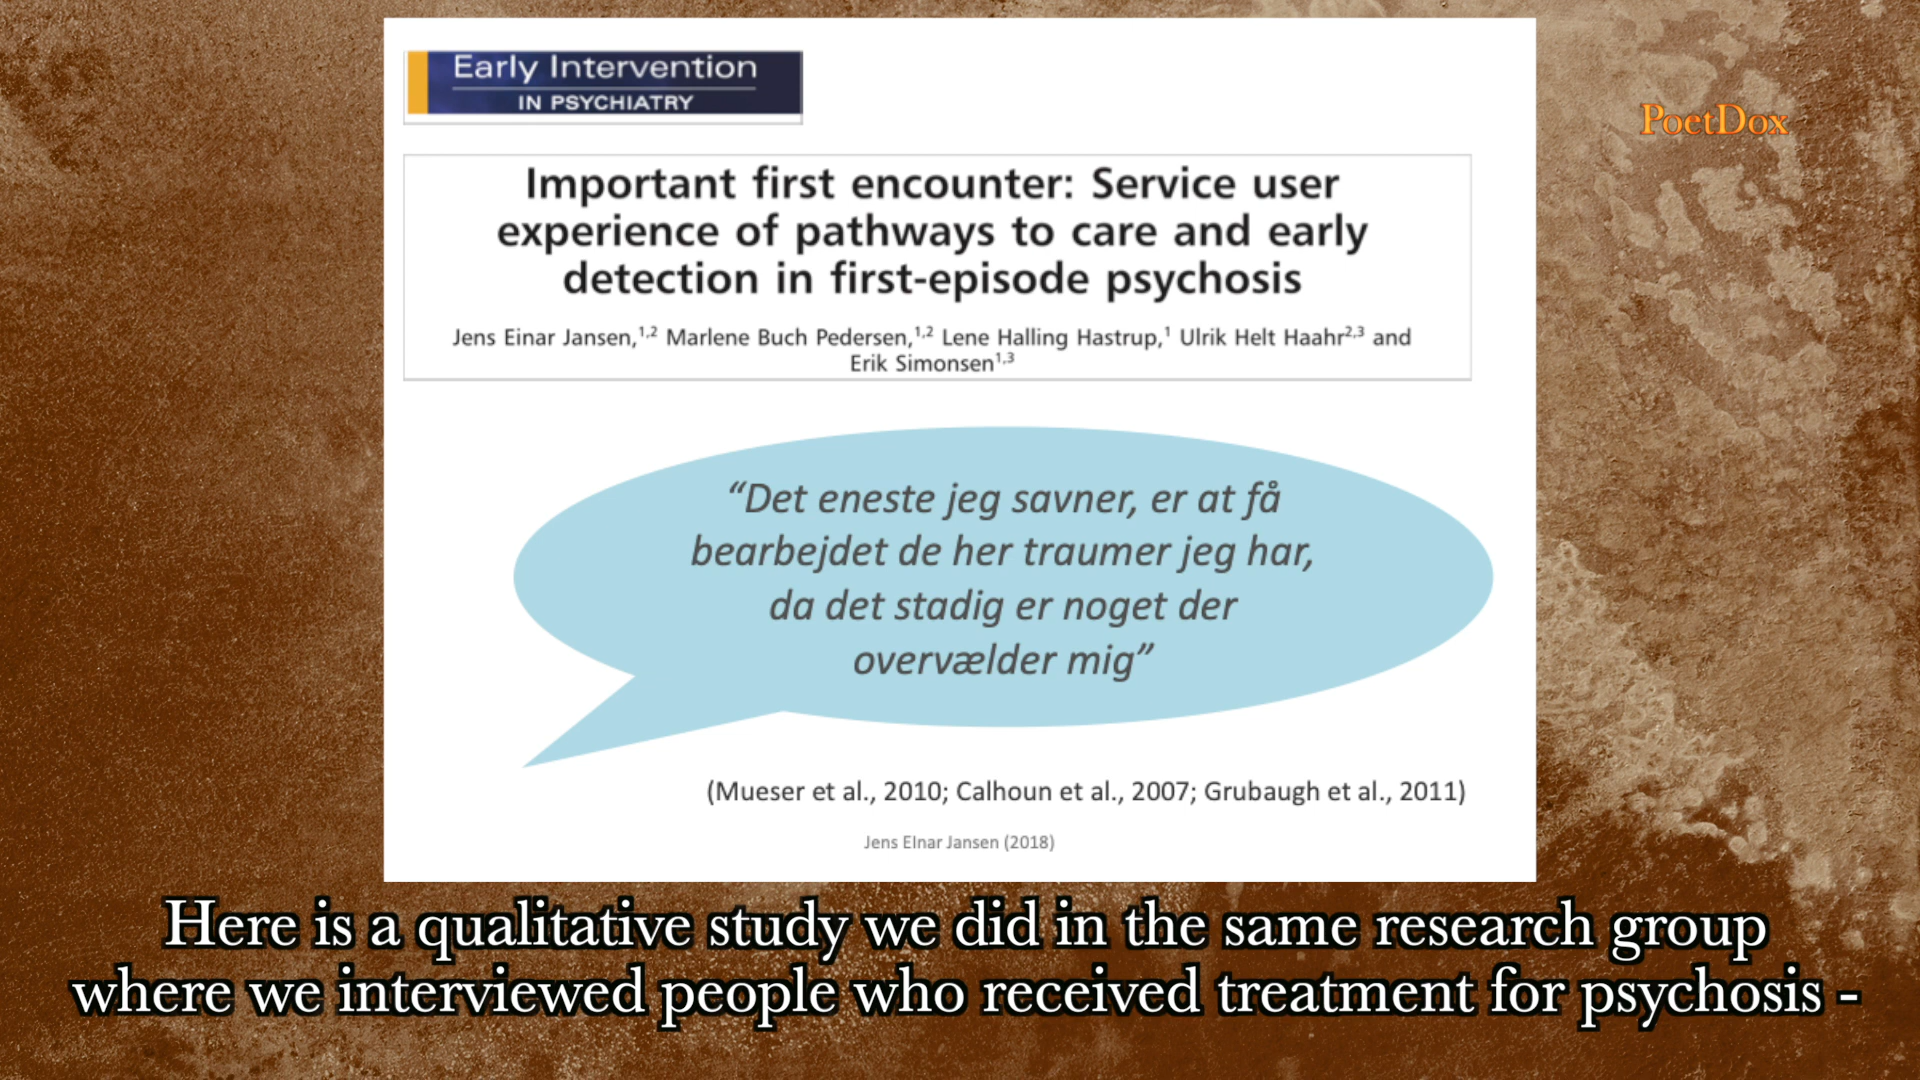 Early Intervention
IN PSYCHIATRY
PoetDox
Important first encounter: Service user
experience of pathways to care and early
detection in first-episode psychosis
Jens Einar Jansen,1,2 Marlene Buch Pedersen,1,2 Lene Halling Hastrup,1 Ulrik Helt Haahr2,3 and
Erik Simonsen1,3
“Det eneste jeg savner, er at få
bearbejdet de her traumer jeg har,
da det stadig er noget der
overvælder mig”
(Mueser et al., 2010; Calhoun et al., 2007; Grubaugh et al., 2011)
Jens EInar Jansen (2018)
Here is a qualitative study we did in the same research group
where we interviewed people who received treatment for psychosis -